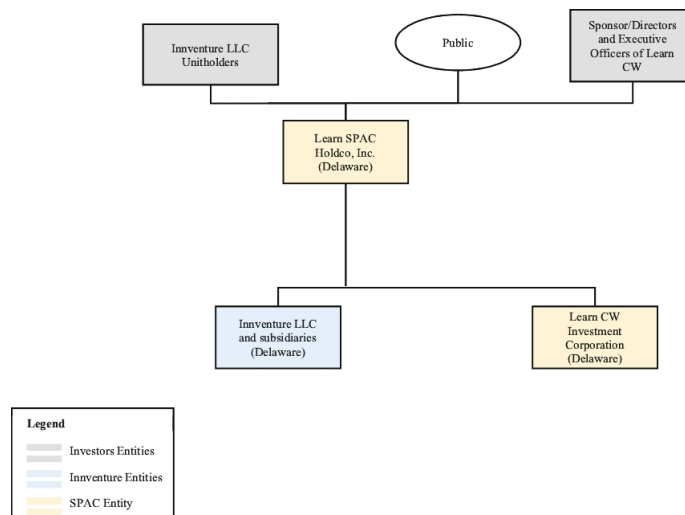 Innventure LLC
Unitholders
Public
Sponsor/Directors
and Executive
Officers of Learn
CW
Learn SPAC
Holdco, Inc.
(Delaware)
Innventure LLC
and subsidiaries
(Delaware)
Learn CW
Investment
Corporation
(Delaware)
Legend
Investors Entities
Innventure Entities
SPAC Entity